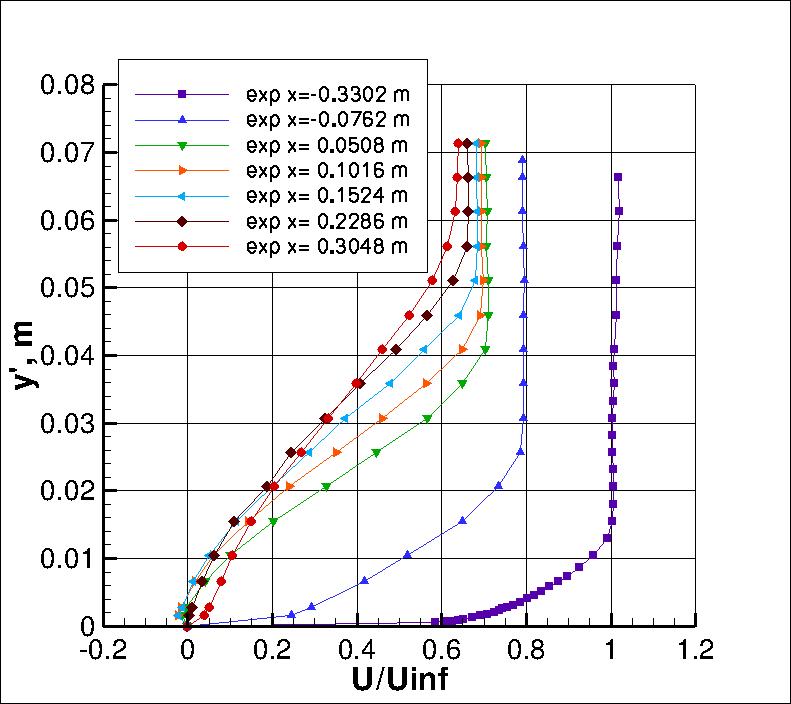 exp x=-0.3302 m
exp x=-0.0762 m
exp x= 0.0508 m
exp x= 0.1016 m
exp x= 0.1524 m
exp x= 0.2286 m
exp x= 0.3048 m
0.08
0.07
0.06
0.05
0.04
0.03
0.02
0.01
0
y', m
-0.2 0 0.2 0.4 0.6 0.8 1 1.2
U/Uinf